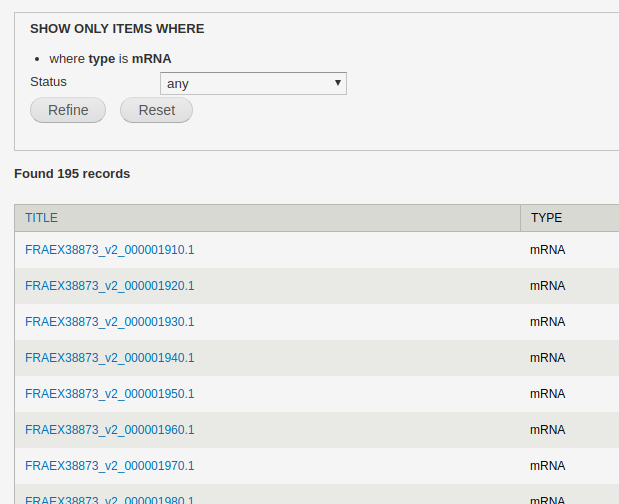 SHOW ONLY ITEMS WHERE
• where type is mRNA
Status any
Refine Reset
Found 195 records
TITLE TYPE
FRAEX38873_v2_000001910.1 mRNA
FRAEX38873_v2_000001920.1 mRNA
FRAEX38873_v2_000001930.1 mRNA
FRAEX38873_v2_000001940.1 mRNA
FRAEX38873_v2_000001950.1 mRNA
FRAEX38873_v2_000001960.1 mRNA
FRAEX38873_v2_000001970.1 mRNA
FRAEX38873_v2_000001980.1 mRNA